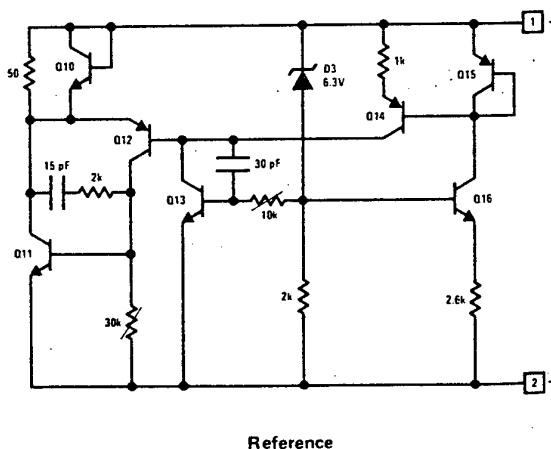 1
Q10
50
1k
Q15
D3
6.3V
Q14
Q12
15 pF
2k
30 pF
Q13
10k
Q16
Q11
30k
2k
2.6k
2
Reference